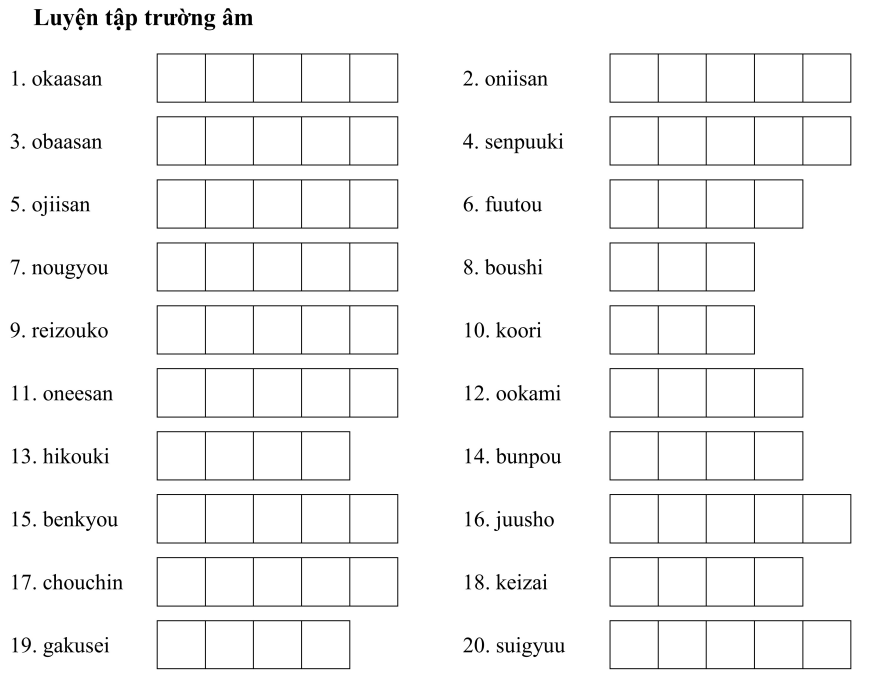 Luyện tập trường âm
1. okaasan
2. oniisan
3. obaasan
4. senpuuki
5. ojiisan
6. fuutou
7. nougyou
8. boushi
9. reizouko
10. koori
11. oneesan
12. ookami
13. hikouki
14. bunpou
15. benkyou
16. juusho
17. chouchin
18. keizai
19. gakusei
20. suigyuu